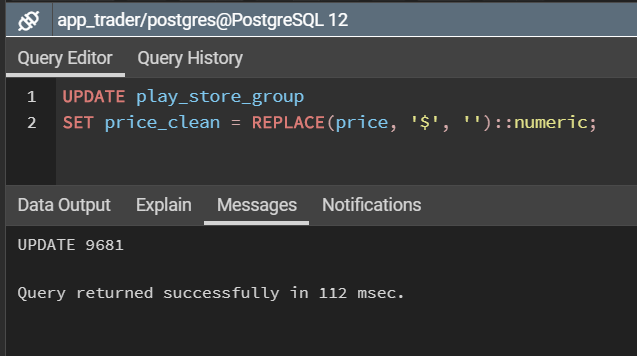 app_trader/postgres@PostgreSQL 12
Query Editor Query History
1 UPDATE play_store_group
2 SET price_clean = REPLACE(price, '$', '')::numeric;
Data Output Explain Messages Notifications
UPDATE 9681
Query returned successfully in 112 msec.